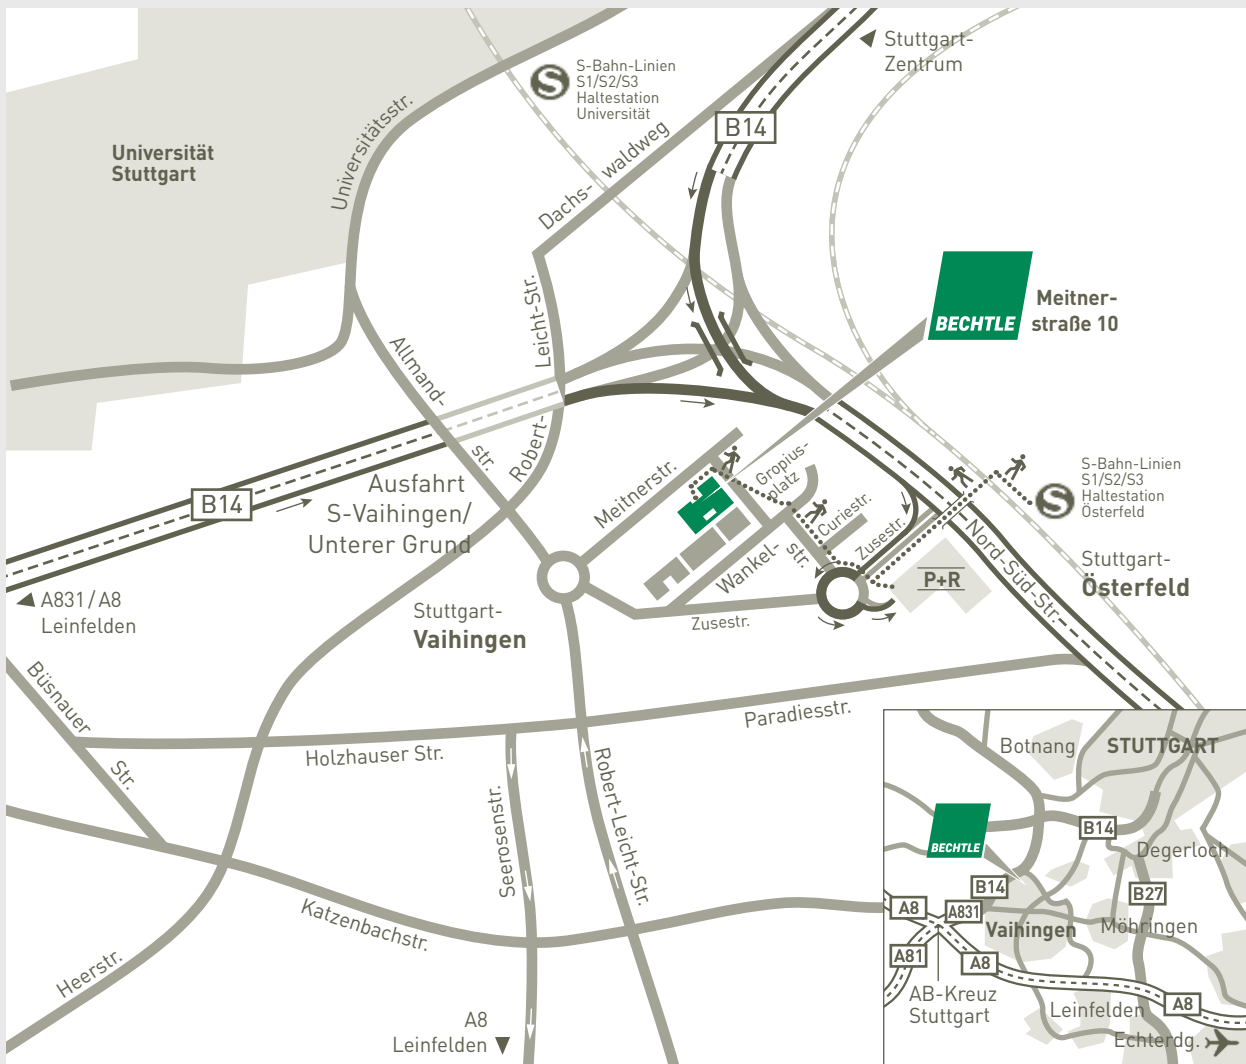 Stuttgart-
Zentrum
S-Bahn-Linien
S1/S2/S3
Haltestation
Universität
B14
Universität
Stuttgart
Universitätsstr.
Dachs-
waldweg
Leicht-Str.
Robert-
Allmand-
str.
BECHTLE
Meitner-
straße 10
B14
Ausfahrt
S-Vaihingen/
Unterer Grund
Meitnerstr.
Gropius-
platz
Curiestr.
Zusestr.
Wankel-
str.
S-Bahn-Linien
S1/S2/S3
Haltestation
Österfeld
P+R
Nord-Süd-Str.
Stuttgart-
Österfeld
A831/A8
Leinfelden
Stuttgart-
Vaihingen
Zusestr.
Büsnauer
Str.
Holzhauser Str.
Paradiesstr.
Seerosenstr.
Robert-Leicht-Str.
Katzenbachstr.
Heerstr.
A8
Leinfelden
Botnang
STUTTGART
BECHTLE
B14
Degerloch
B14
B27
A8
A831
Vaihingen
Möhringen
A81
A8
AB-Kreuz
Stuttgart
Leinfelden
A8
Echterdg.